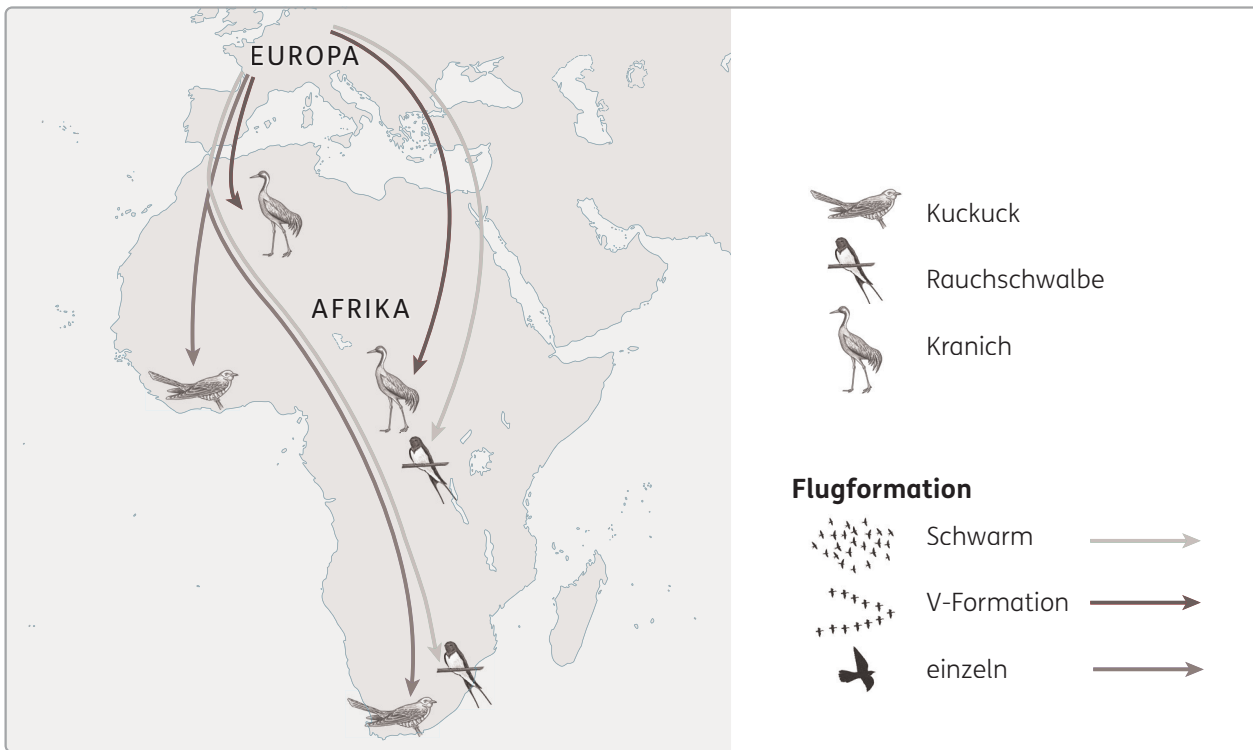 EUROPA
AFRIKA
Kuckuck
Rauchschwalbe
Kranich
Flugformation
Schwarm
V-Formation
einzeln